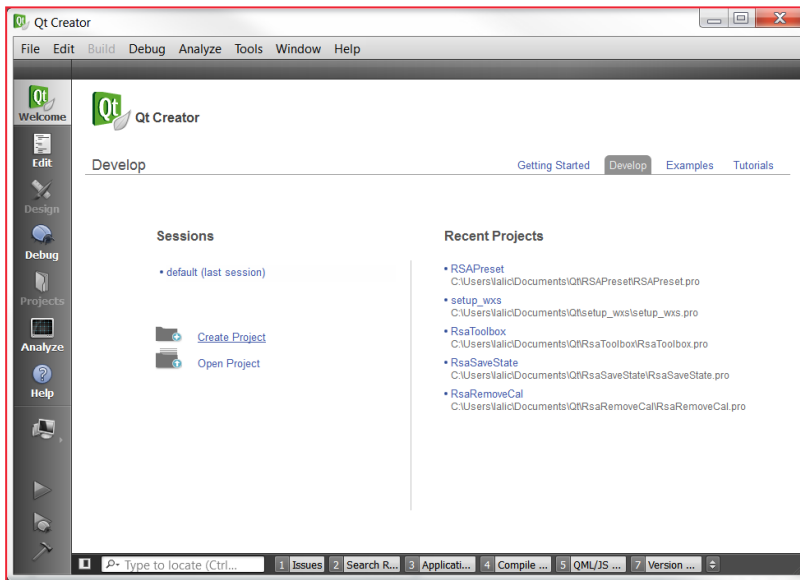 Qt Creator
File Edit Build Debug Analyze Tools Window Help
Qt
Welcome
Edit
Design
Debug
Projects
Analyze
Help
Qt Qt Creator
Develop
Getting Started Develop Examples Tutorials
Sessions
• default (last session)
Create Project
Open Project
Recent Projects
• RSAPreset
C:\Users\lalic\Documents\Qt\RSAPreset\RSAPreset.pro
• setup_wxs
C:\Users\lalic\Documents\Qt\setup_wxs\setup_wxs.pro
• RsaToolbox
C:\Users\lalic\Documents\Qt\RsaToolbox\RsaToolbox.pro
• RsaSaveState
C:\Users\lalic\Documents\Qt\RsaSaveState\RsaSaveState.pro
• RsaRemoveCal
C:\Users\lalic\Documents\Qt\RsaRemoveCal\RsaRemoveCal.pro
Type to locate (Ctrl... 1 Issues 2 Search R... 3 Applicati... 4 Compile ... 5 QML/JS ... 7 Version ...